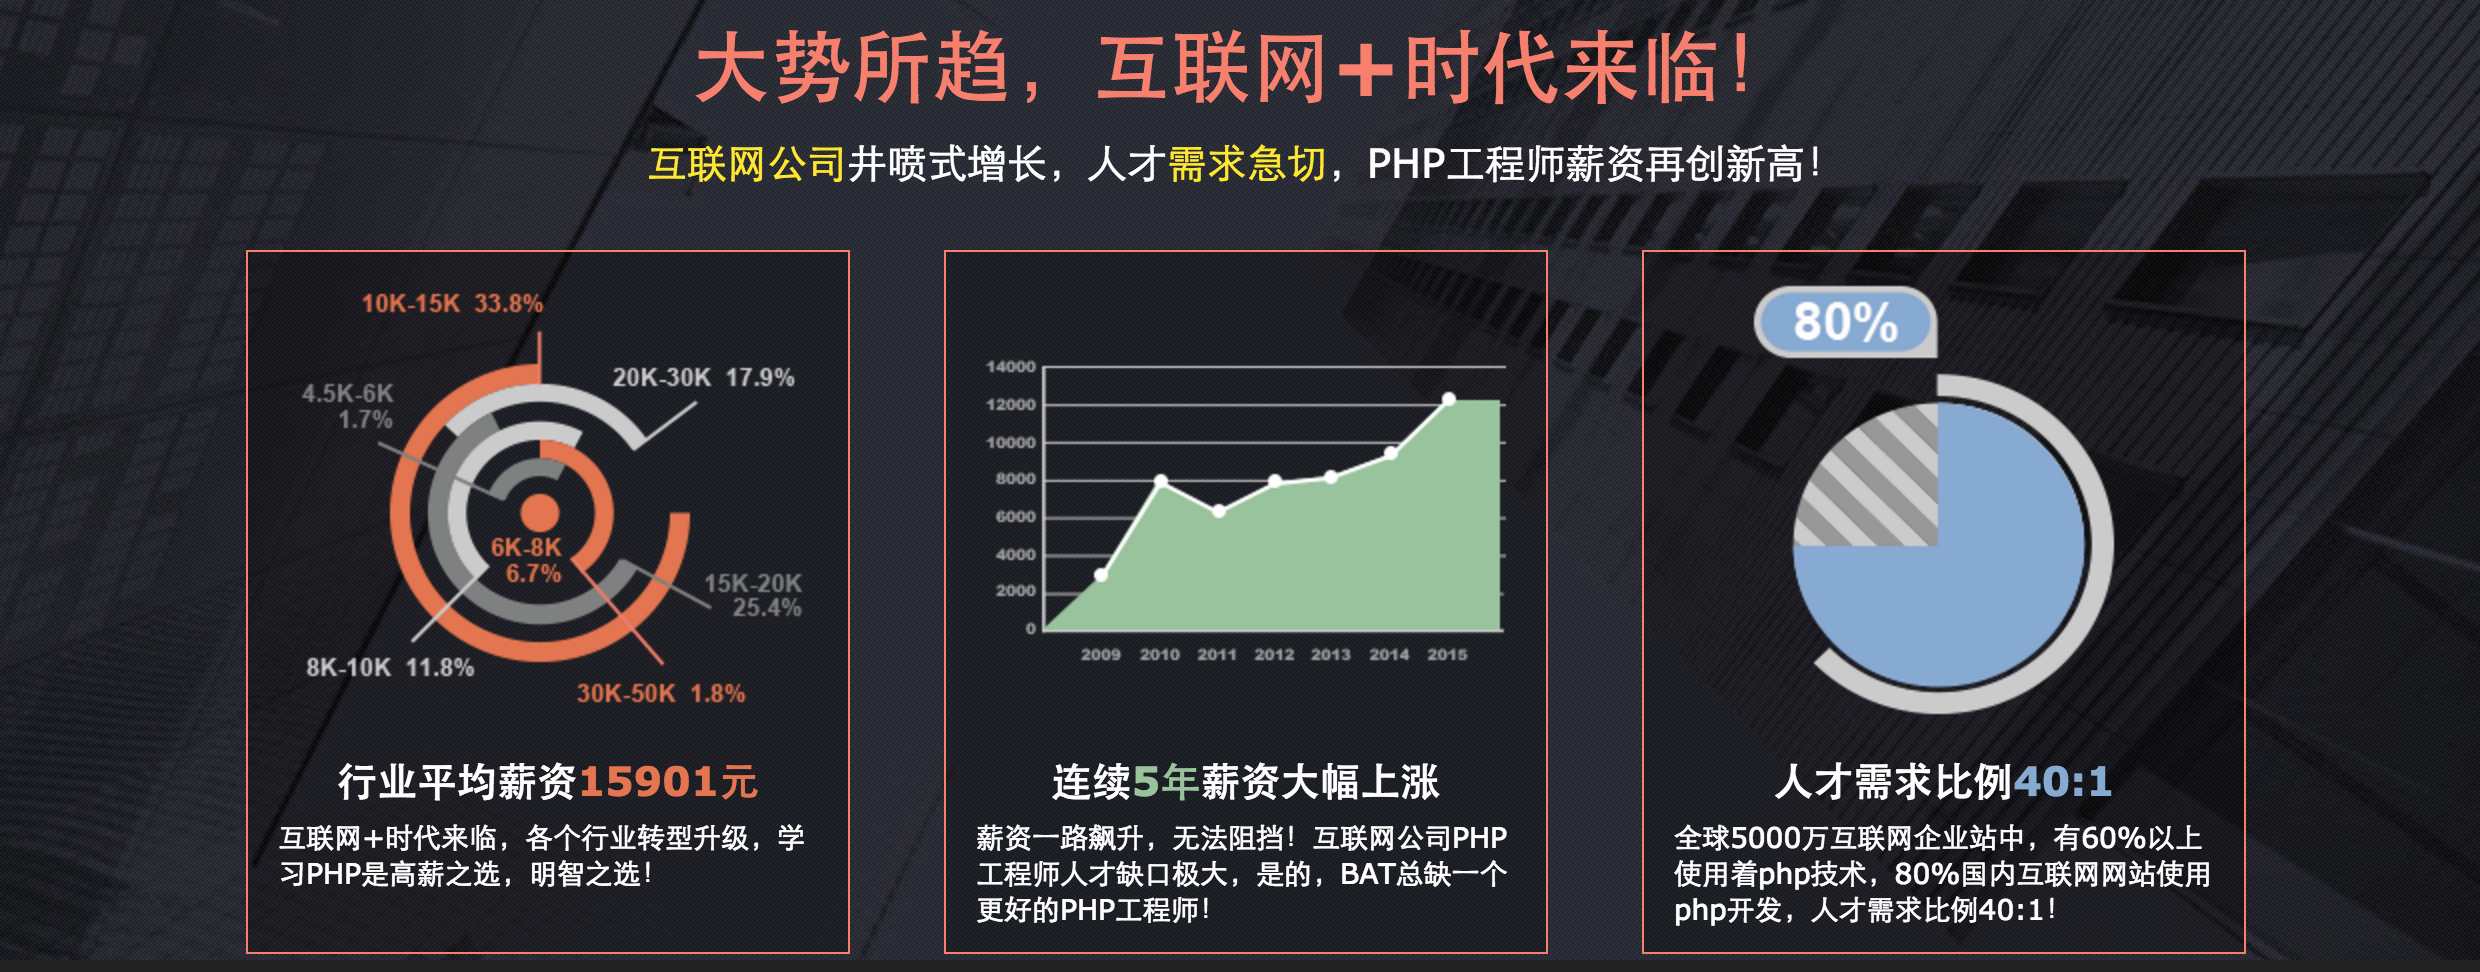 大势所趋，互联网+时代来临！
互联网公司井喷式增长，人才需求急切，PHP工程师薪资再创新高！
10K-15K 33.8%
20K-30K 17.9%
4.5K-6K
1.7%
6K-8K
6.7%
15K-20K
25.4%
8K-10K 11.8%
30K-50K 1.8%
行业平均薪资15901元
互联网+时代来临，各个行业转型升级，学
习PHP是高薪之选，明智之选！
14000
12000
10000
8000
6000
4000
2000
0
2009 2010 2011 2012 2013 2014 2015
连续5年薪资大幅上涨
薪资一路飙升，无法阻挡！互联网公司PHP
工程师人才缺口极大，是的，BAT总缺一个
更好的PHP工程师！
80%
人才需求比例40:1
全球5000万互联网企业站中，有60%以上
使用着php技术，80%国内互联网网站使用
php开发，人才需求比例40:1！